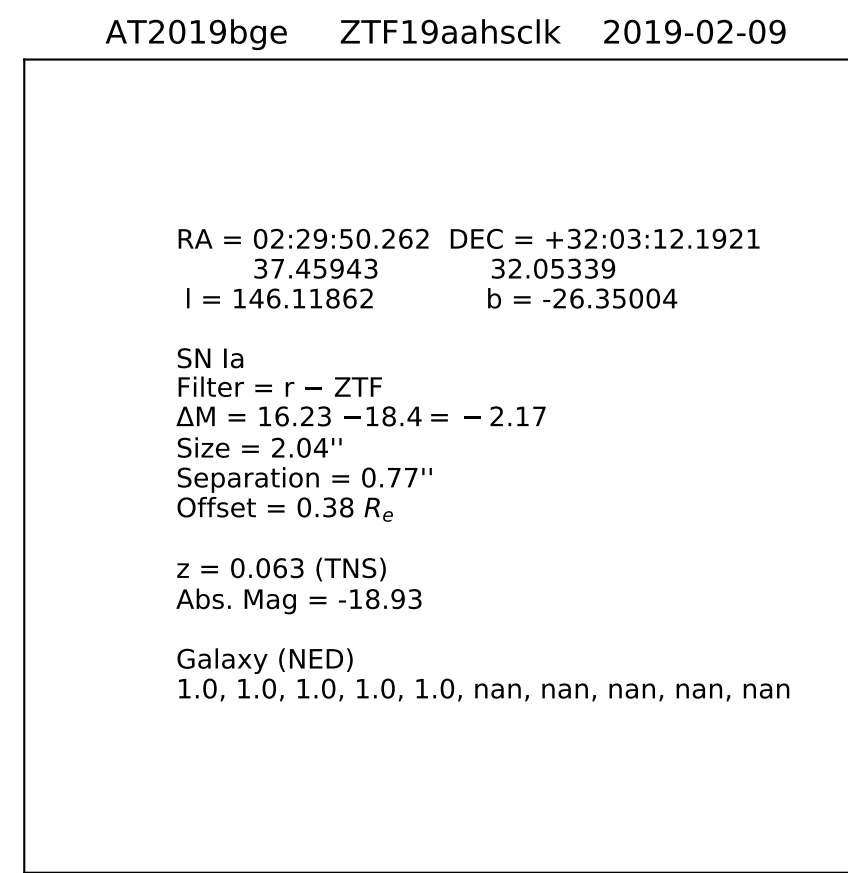 AT2019bge ZTF19aahsclk 2019-02-09
RA = 02:29:50.262 DEC = +32:03:12.1921
37.45943 32.05339
l = 146.11862 b = -26.35004
SN Ia
Filter = r − ZTF
ΔM = 16.23 −18.4 = −2.17
Size = 2.04''
Separation = 0.77''
Offset = 0.38 Re
z = 0.063 (TNS)
Abs. Mag = -18.93
Galaxy (NED)
1.0, 1.0, 1.0, 1.0, 1.0, nan, nan, nan, nan, nan